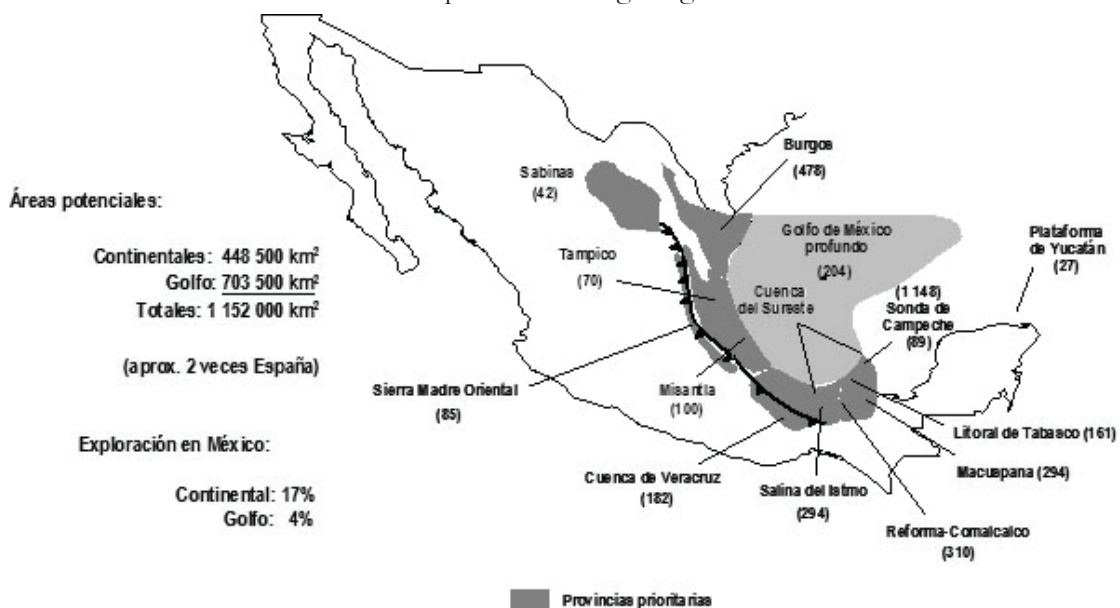 Burgos
(478)
Sabinas
(42)
Áreas potenciales:
Golfo de México
profundo
(204)
Plataforma
de Yucatán
(27)
Continentales: 448 500 km²
Golfo: 703 500 km²
Totales: 1 152 000 km²
Tampico
(70)
Cuenca
del Sureste
(1 148)
Sonda de
Campeche
(89)
(aprox. 2 veces España)
Sierra Madre Oriental
(85)
Misantla
(100)
Exploración en México:
Litoral de Tabasco (161)
Macuspana (294)
Cuenca de Veracruz
(182)
Salina del Istmo
(294)
Continental: 17%
Golfo: 4%
Reforma-Comalcalco
(310)
Provincias prioritarias